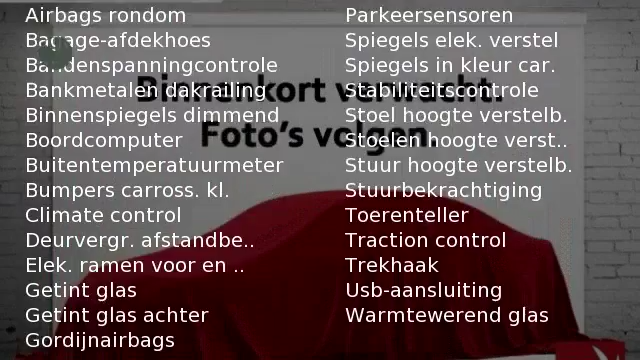 Airbags rondom
Bagage-afdekhoes
Bandenspanningcontrole
Bankmetalen dakrailing
Binnenspiegels dimmend
Boordcomputer
Buitentemperatuurmeter
Bumpers carross. kl.
Climate control
Deurvergr. afstandbe..
Elek. ramen voor en ..
Getint glas
Getint glas achter
Gordijnairbags
Parkeersensoren
Spiegels elek. verstel
Spiegels in kleur car.
Stabiliteitscontrole
Stoel hoogte verstelb.
Stoelen hoogte verst..
Stuur hoogte verstelb.
Stuurbekrachtiging
Toerenteller
Traction control
Trekhaak
Usb-aansluiting
Warmtewerend glas
Binnenkort verwacht.
Foto's volgen.